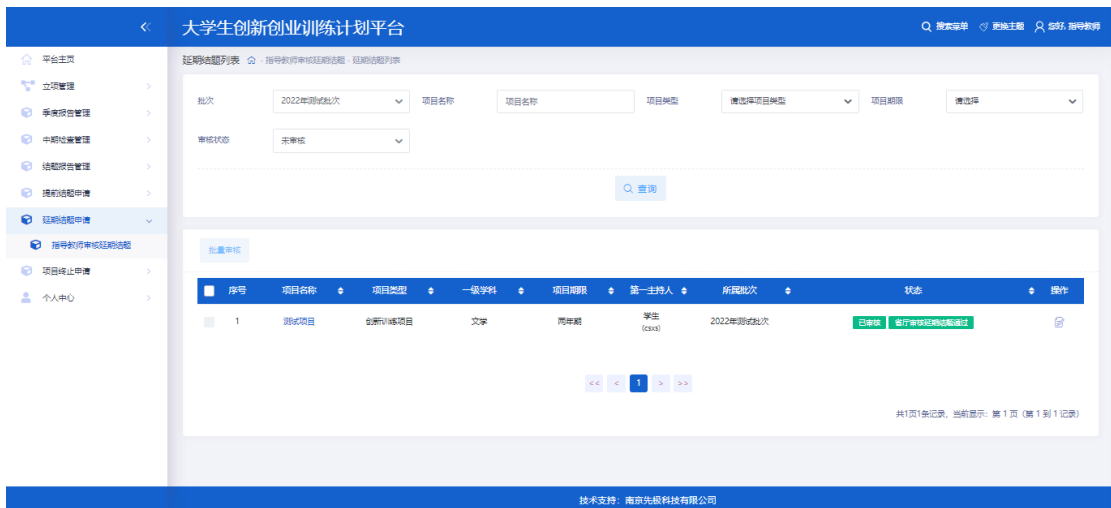 大学生创新创业训练计划平台
搜索菜单 更换主题 您好, 指导教师
平台主页
立项管理
季度报告管理
中期检查管理
结题报告管理
提前结题申请
延期结题申请
指导教师审核延期结题
项目终止申请
个人中心
延期结题列表 - 指导教师审核延期结题 - 延期结题列表
批次 2022年测试批次 项目名称 项目名称 项目类型 请选择项目类型 项目期限 请选择
审核状态 未审核
查询
批量审核
序号 项目名称 项目类型 一级学科 项目期限 第一主持人 所属批次 状态 操作
1 测试项目 创新训练项目 文学 两年期 学生 2022年测试批次 已审核 省厅审核延期结题通过
(csxs)
<< < 1 > >>
共1页1条记录, 当前显示: 第 1 页 (第 1 到 1 记录)
技术支持: 南京先极科技有限公司